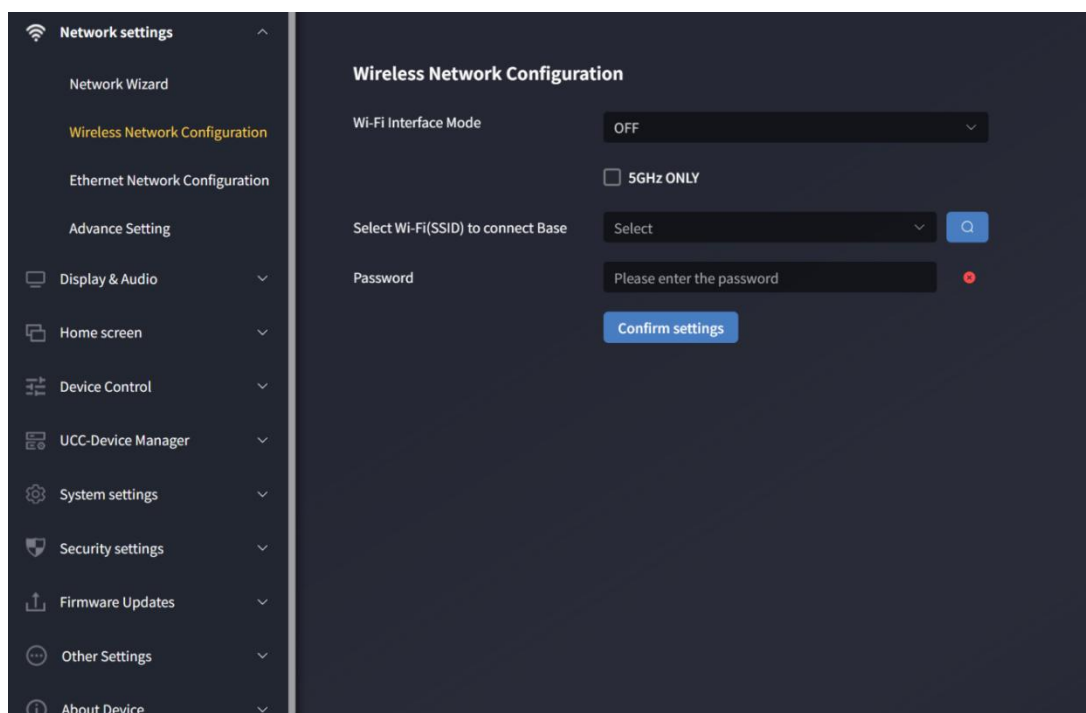 Network settings
Network Wizard
Wireless Network Configuration
Ethernet Network Configuration
Advance Setting
Display & Audio
Home screen
Device Control
UCC-Device Manager
System settings
Security settings
Firmware Updates
Other Settings
About Device
Wireless Network Configuration
Wi-Fi Interface Mode
OFF
5GHz ONLY
Select Wi-Fi(SSID) to connect Base
Select
Password
Please enter the password
Confirm settings